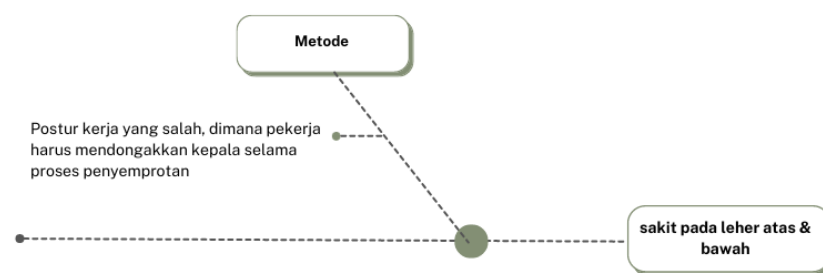 Metode
Postur kerja yang salah, dimana pekerja
harus mendongakkan kepala selama
proses penyemprotan
sakit pada leher atas &
bawah